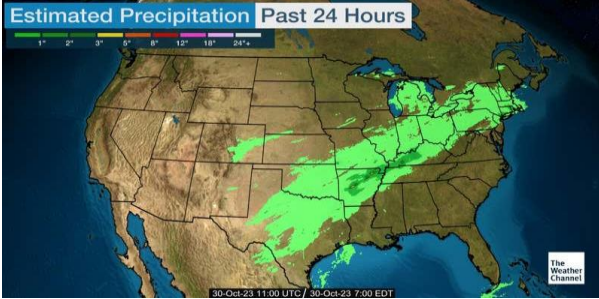 Estimated Precipitation Past 24 Hours
1" 2" 3" 5" 8" 12" 18" 24"+
The
Weather
Channel
30-Oct-23 11:00 UTC / 30-Oct-23 7:00 EDT